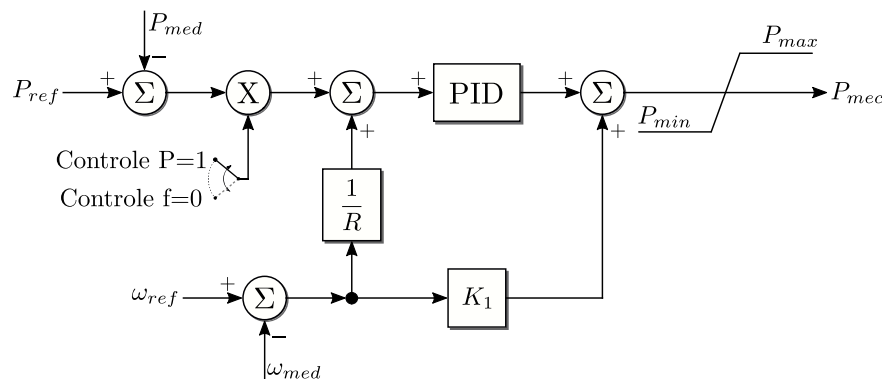 P_med
P_ref + − Σ X + Σ + PID + Σ P_max
P_mec
P_min
+ +
Controle P=1
Controle f=0
1/R
ω_ref + Σ K_1
−
ω_med